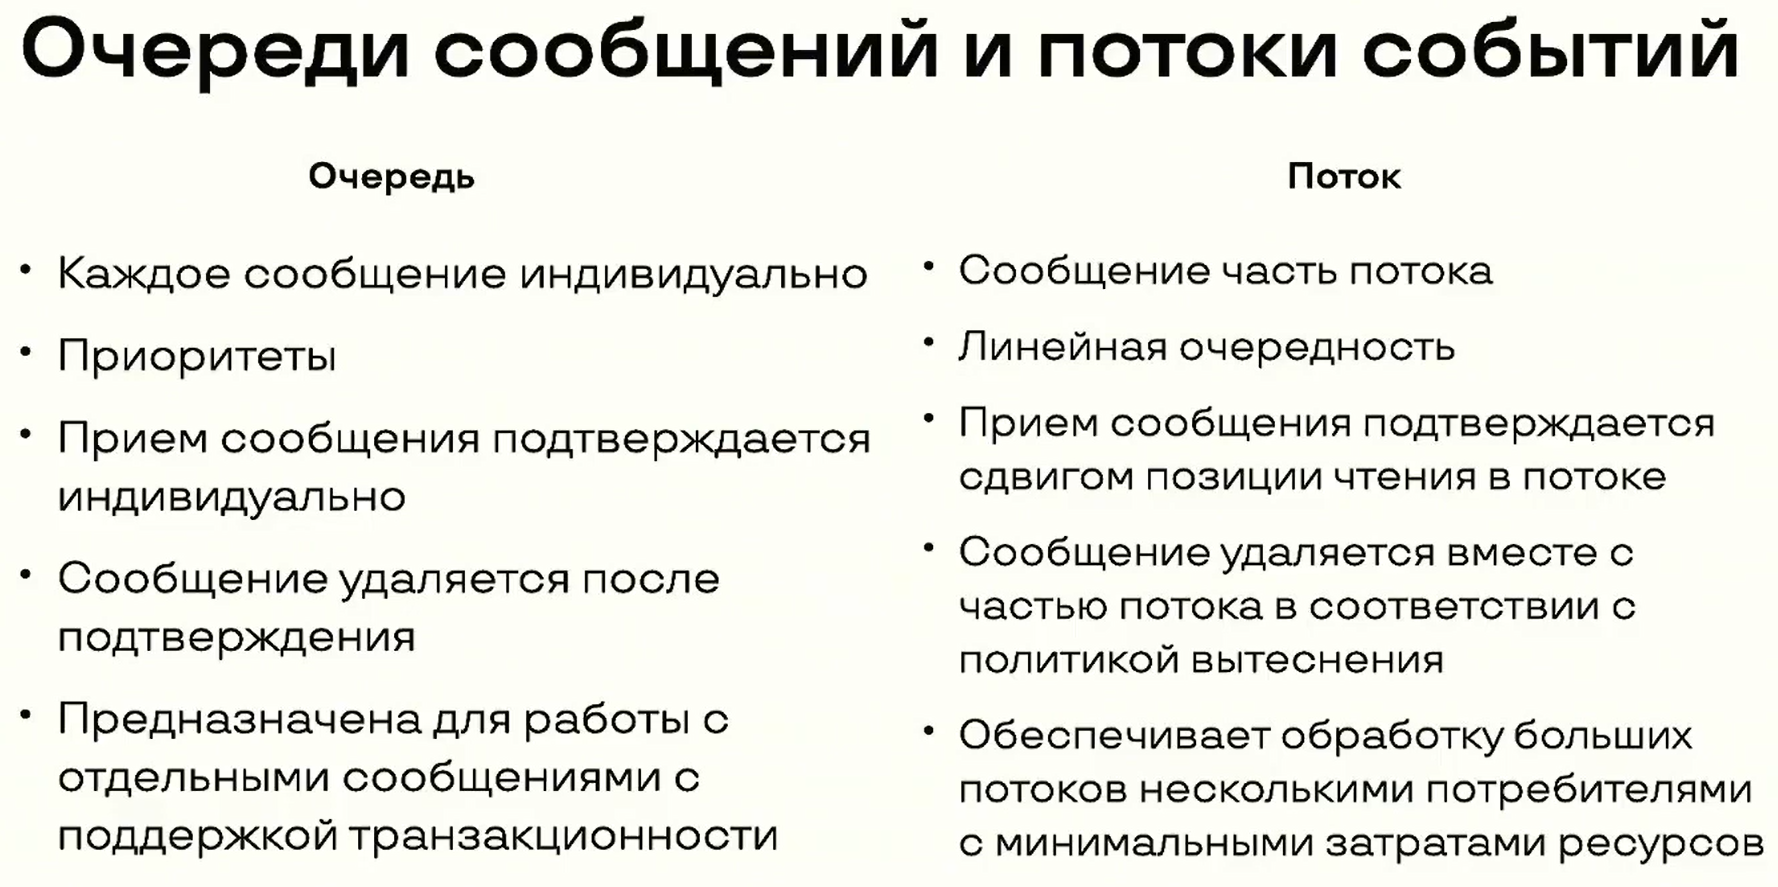 Очереди сообщений и потоки событий
Очередь
• Каждое сообщение индивидуально
• Приоритеты
• Прием сообщения подтверждается
индивидуально
• Сообщение удаляется после
подтверждения
• Предназначена для работы с
отдельными сообщениями с
поддержкой транзакционности
Поток
• Сообщение часть потока
• Линейная очередность
• Прием сообщения подтверждается
сдвигом позиции чтения в потоке
• Сообщение удаляется вместе с
частью потока в соответствии с
политикой вытеснения
• Обеспечивает обработку больших
потоков несколькими потребителями
с минимальными затратами ресурсов